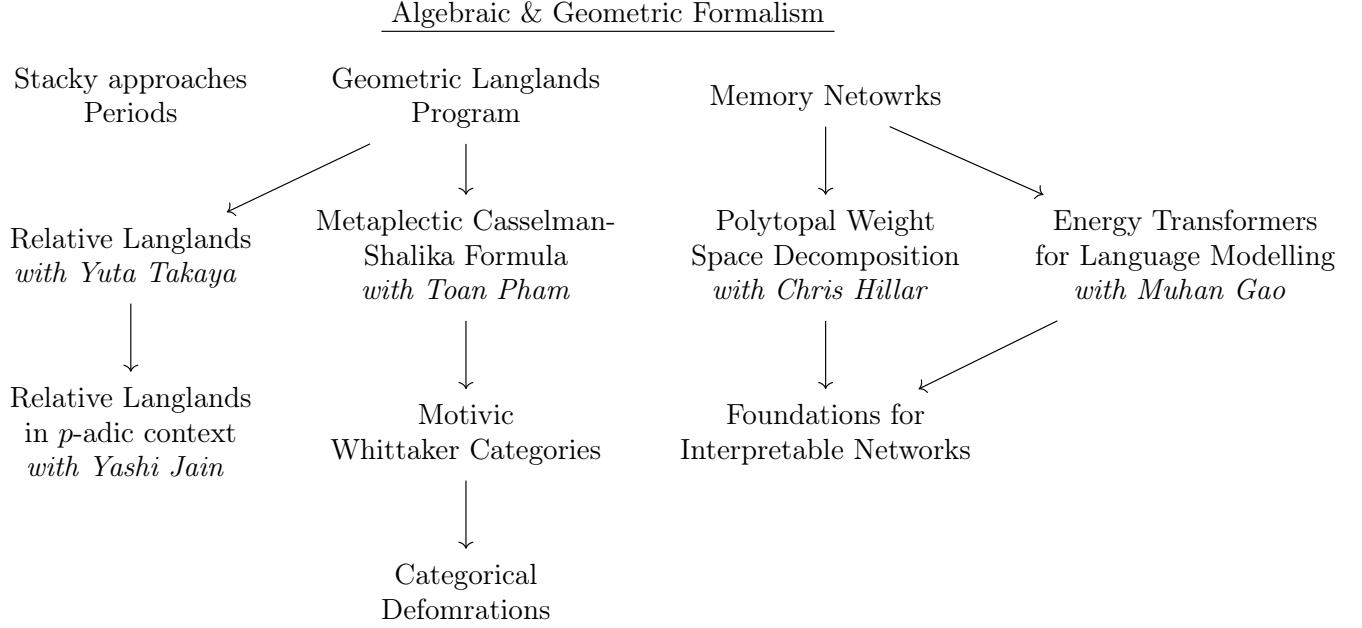 Algebraic & Geometric Formalism
Stacky approaches
Periods
Geometric Langlands
Program
Memory Netowrks
Relative Langlands
with Yuta Takaya
Metaplectic Casselman-
Shalika Formula
with Toan Pham
Polytopal Weight
Space Decomposition
with Chris Hillar
Energy Transformers
for Language Modelling
with Muhan Gao
Relative Langlands
in p-adic context
with Yashi Jain
Motivic
Whittaker Categories
Foundations for
Interpretable Networks
Categorical
Defomrations